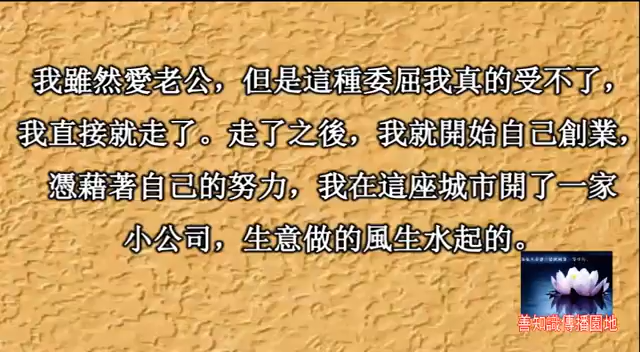 我雖然愛老公，但是這種委屈我真的受不了，
我直接就走了。走了之後，我就開始自己創業，
憑藉著自己的努力，我在這座城市開了一家
小公司，生意做的風生水起的。
善知識傳播園地